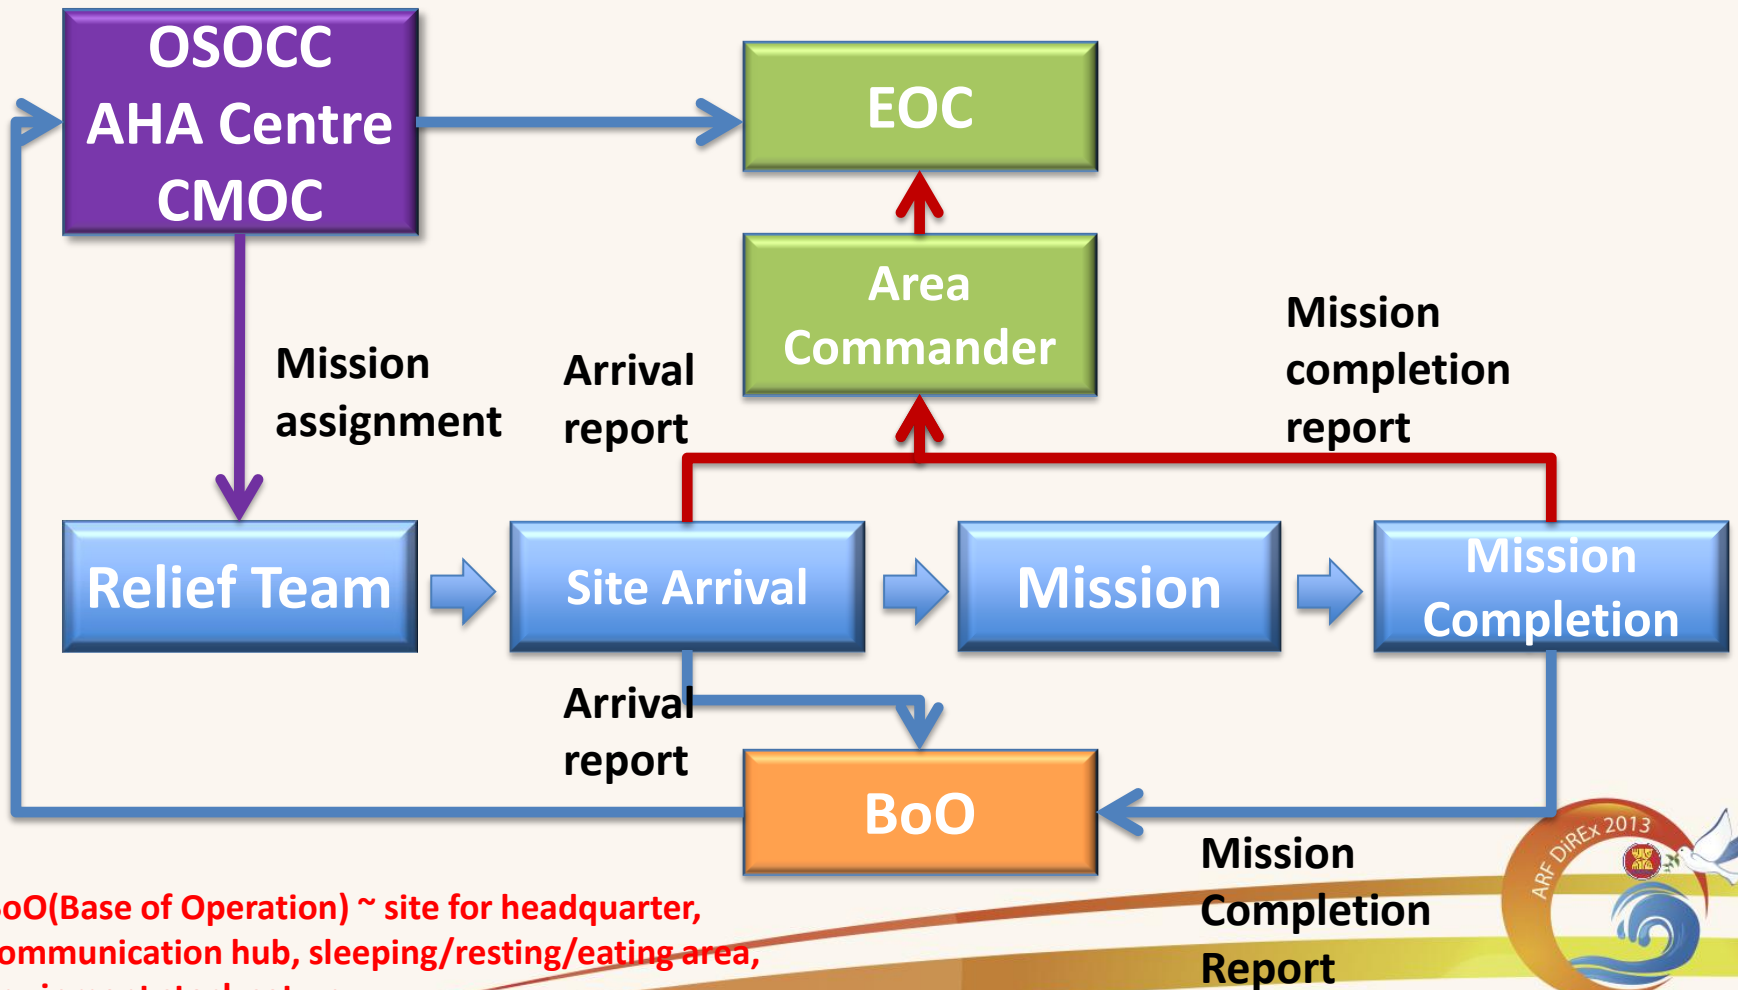 OSOCC
AHA Centre
CMOC
EOC
Area
Commander
Mission
assignment
Arrival
report
Mission
completion
report
Relief Team
Site Arrival
Mission
Mission
Completion
Arrival
report
BoO
Mission
Completion
Report
BoO(Base of Operation) ~ site for headquarter,
communication hub, sleeping/resting/eating area,
ARF DiREx 2013